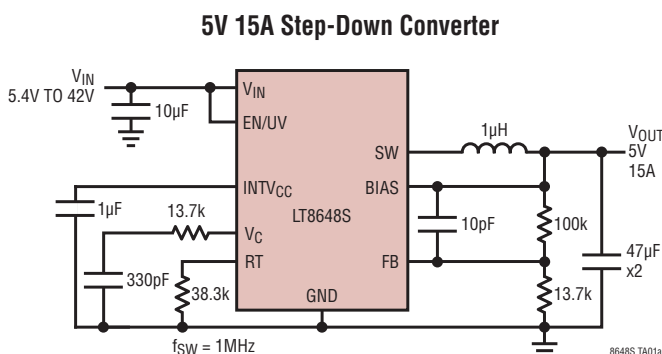 5V 15A Step-Down Converter
VIN
5.4V TO 42V
10µF
VIN
EN/UV
SW
1µH
VOUT
5V
15A
INTVCC
BIAS
1µF
13.7k
LT8648S
10pF
100k
VC
330pF
RT
38.3k
FB
47µF
x2
GND
13.7k
fSW = 1MHz
8648S TA01a